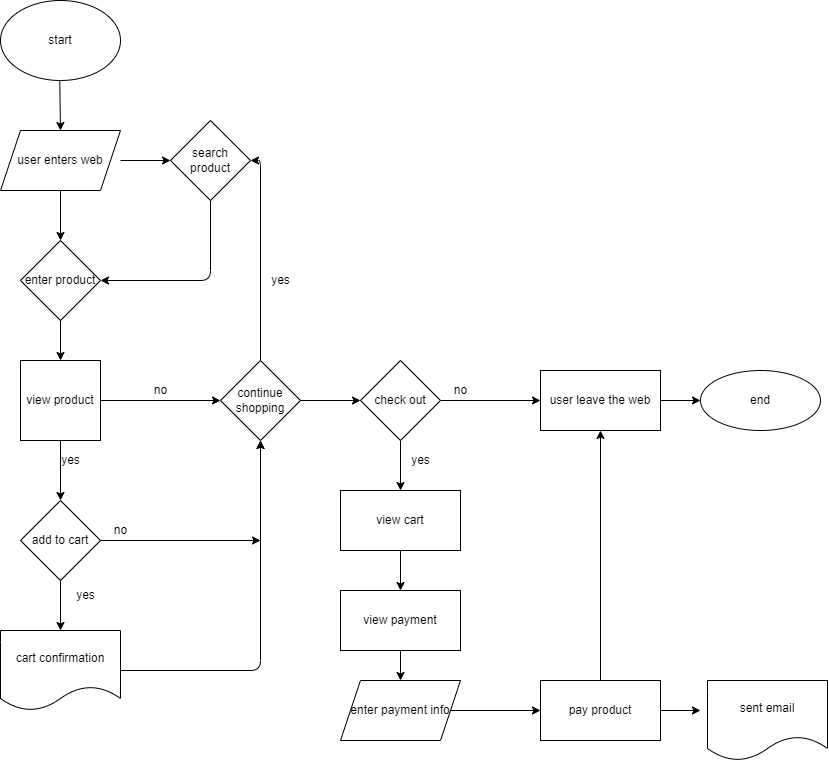 start
user enters web
search
product
enter product
yes
view product
no
continue
shopping
check out
no
user leave the web
end
yes
yes
view cart
add to cart
no
yes
view payment
cart confirmation
enter payment info
pay product
sent email